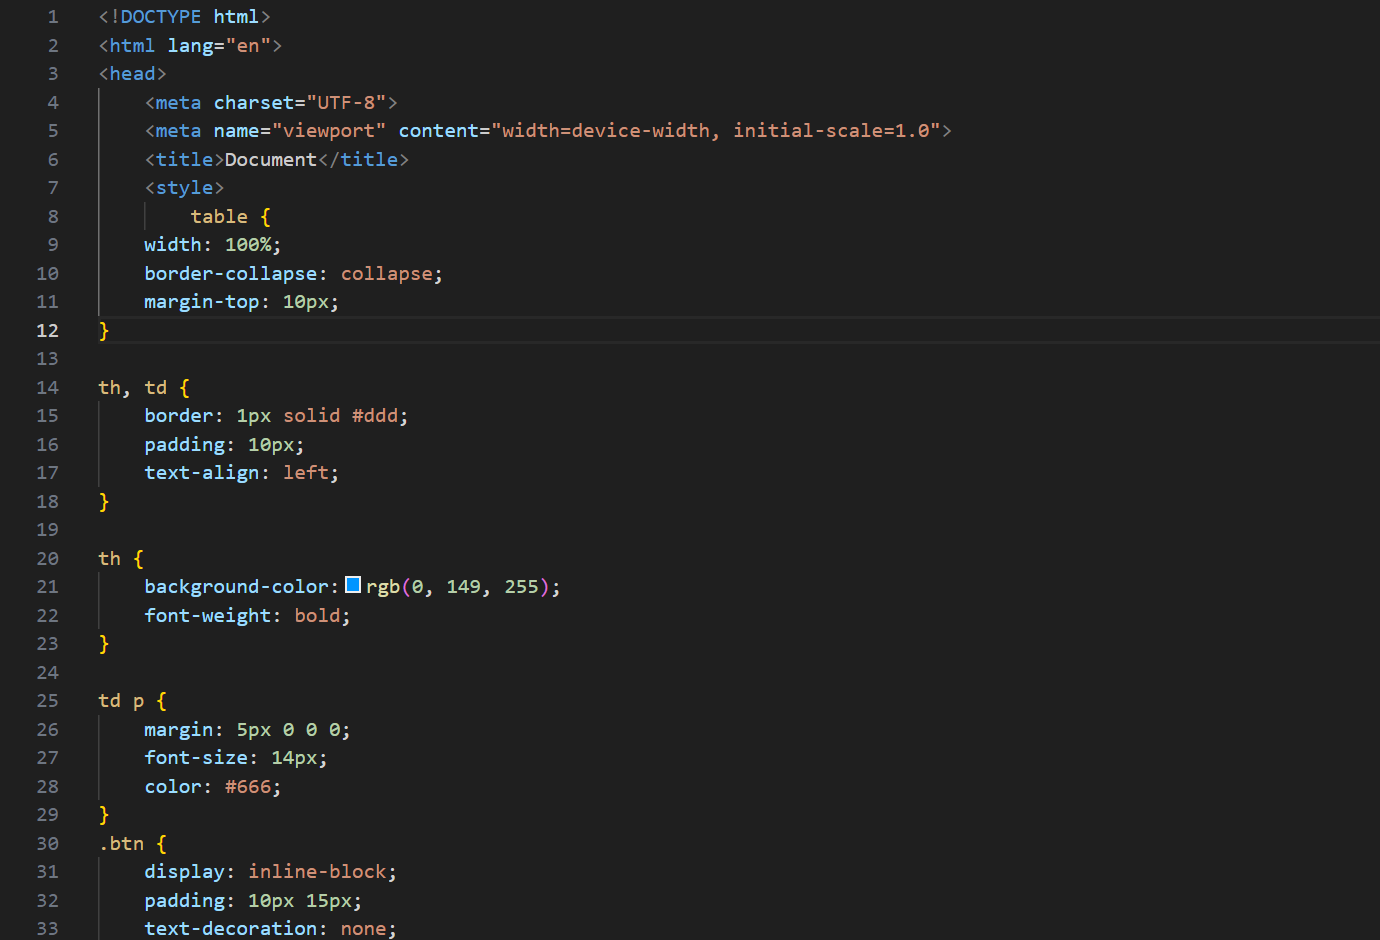 1 <!DOCTYPE html>
2 <html lang="en">
3 <head>
4     <meta charset="UTF-8">
5     <meta name="viewport" content="width=device-width, initial-scale=1.0">
6     <title>Document</title>
7     <style>
8         table {
9     width: 100%;
10     border-collapse: collapse;
11     margin-top: 10px;
12 }
13
14 th, td {
15     border: 1px solid #ddd;
16     padding: 10px;
17     text-align: left;
18 }
19
20 th {
21     background-color: rgb(0, 149, 255);
22     font-weight: bold;
23 }
24
25 td p {
26     margin: 5px 0 0 0;
27     font-size: 14px;
28     color: #666;
29 }
30 .btn {
31     display: inline-block;
32     padding: 10px 15px;
33     text-decoration: none;